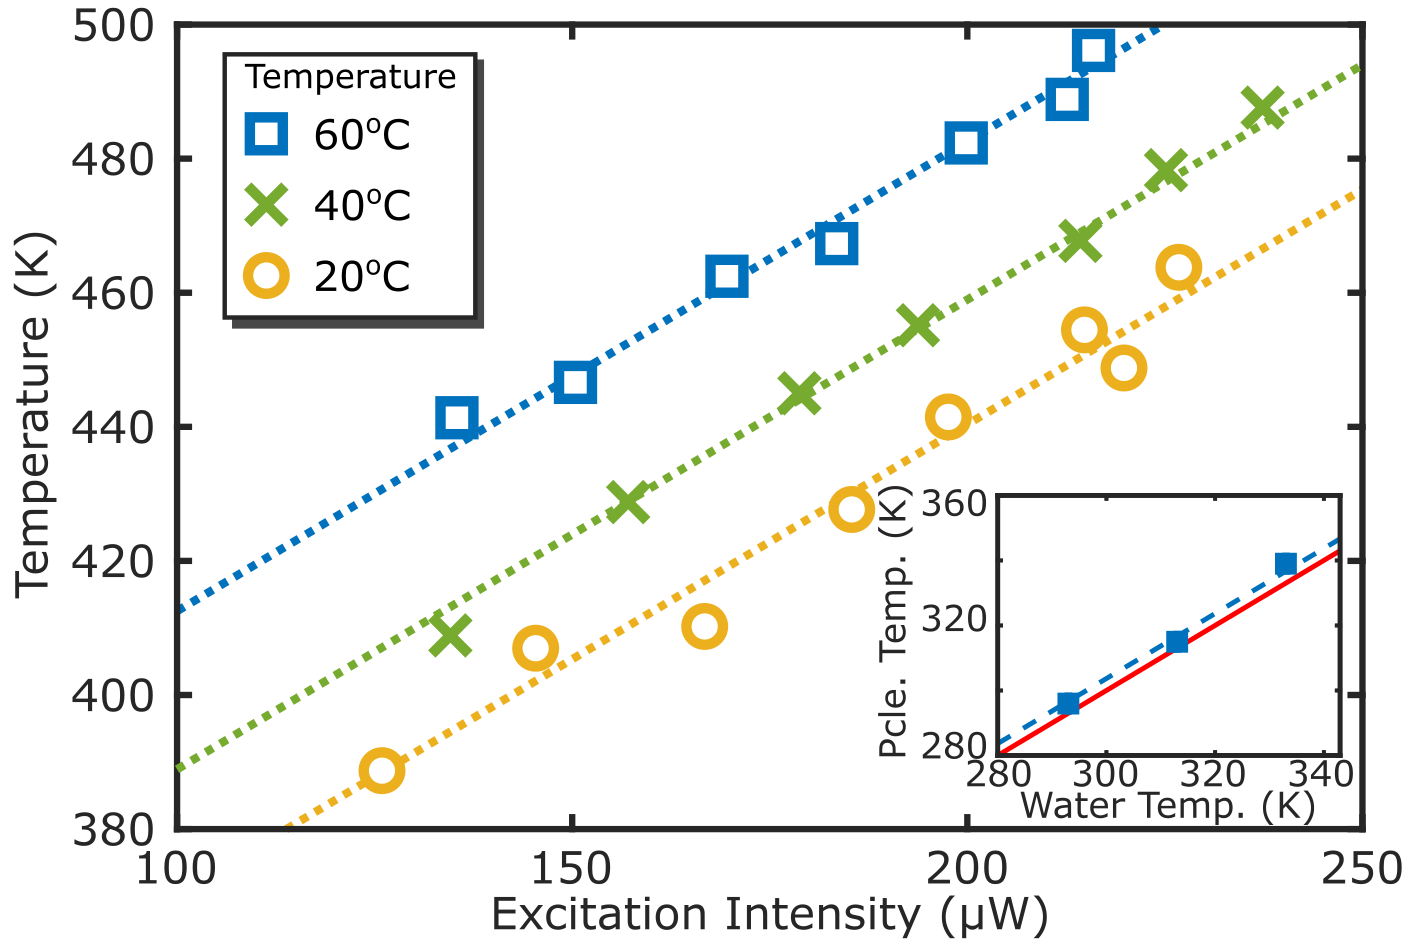 500
480
460
440
420
400
380
Temperature (K)
Temperature
60°C
40°C
20°C
100
150
200
250
Excitation Intensity (µW)
360
320
280
Pcle. Temp. (K)
280
300
320
340
Water Temp. (K)